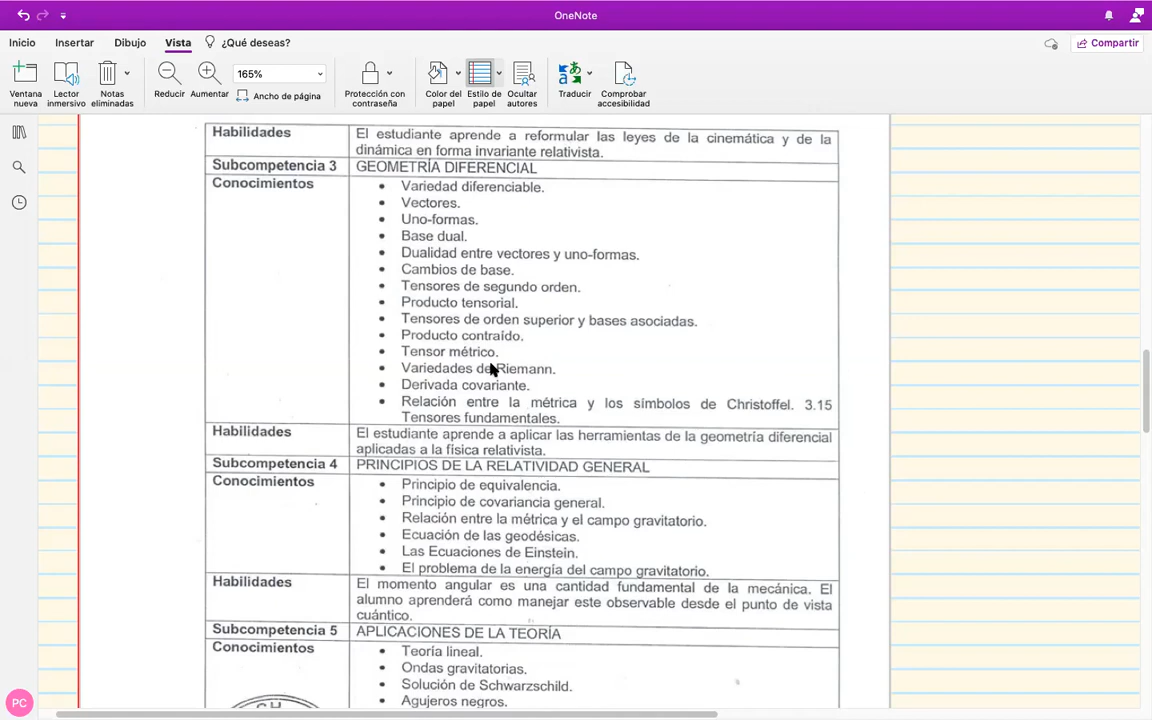 OneNote
Inicio Insertar Dibujo Vista ¿Qué deseas? Compartir
Ventana nueva
Lector inmersivo
Notas eliminadas
Reducir
Aumentar
165%
Ancho de página
Protección con contraseña
Color del papel
Estilo de papel
Ocultar autores
Traducir
Comprobar accesibilidad
Habilidades El estudiante aprende a reformular las leyes de la cinemática y de la
dinámica en forma invariante relativista.
Subcompetencia 3 GEOMETRÍA DIFERENCIAL
Conocimientos
• Variedad diferenciable.
• Vectores.
• Uno-formas.
• Base dual.
• Dualidad entre vectores y uno-formas.
• Cambios de base.
• Tensores de segundo orden.
• Producto tensorial.
• Tensores de orden superior y bases asociadas.
• Producto contraído.
• Tensor métrico.
• Variedades de Riemann.
• Derivada covariante.
• Relación entre la métrica y los símbolos de Christoffel. 3.15
Tensores fundamentales.
Habilidades El estudiante aprende a aplicar las herramientas de la geometría diferencial
aplicadas a la física relativista.
Subcompetencia 4 PRINCIPIOS DE LA RELATIVIDAD GENERAL
Conocimientos
• Principio de equivalencia.
• Principio de covariancia general.
• Relación entre la métrica y el campo gravitatorio.
• Ecuación de las geodésicas.
• Las Ecuaciones de Einstein.
• El problema de la energía del campo gravitatorio.
Habilidades El momento angular es una cantidad fundamental de la mecánica. El
alumno aprenderá como manejar este observable desde el punto de vista
cuántico.
Subcompetencia 5 APLICACIONES DE LA TEORÍA
Conocimientos
• Teoría lineal.
• Ondas gravitatorias.
• Solución de Schwarzschild.
• Agujeros negros.
CH
PC